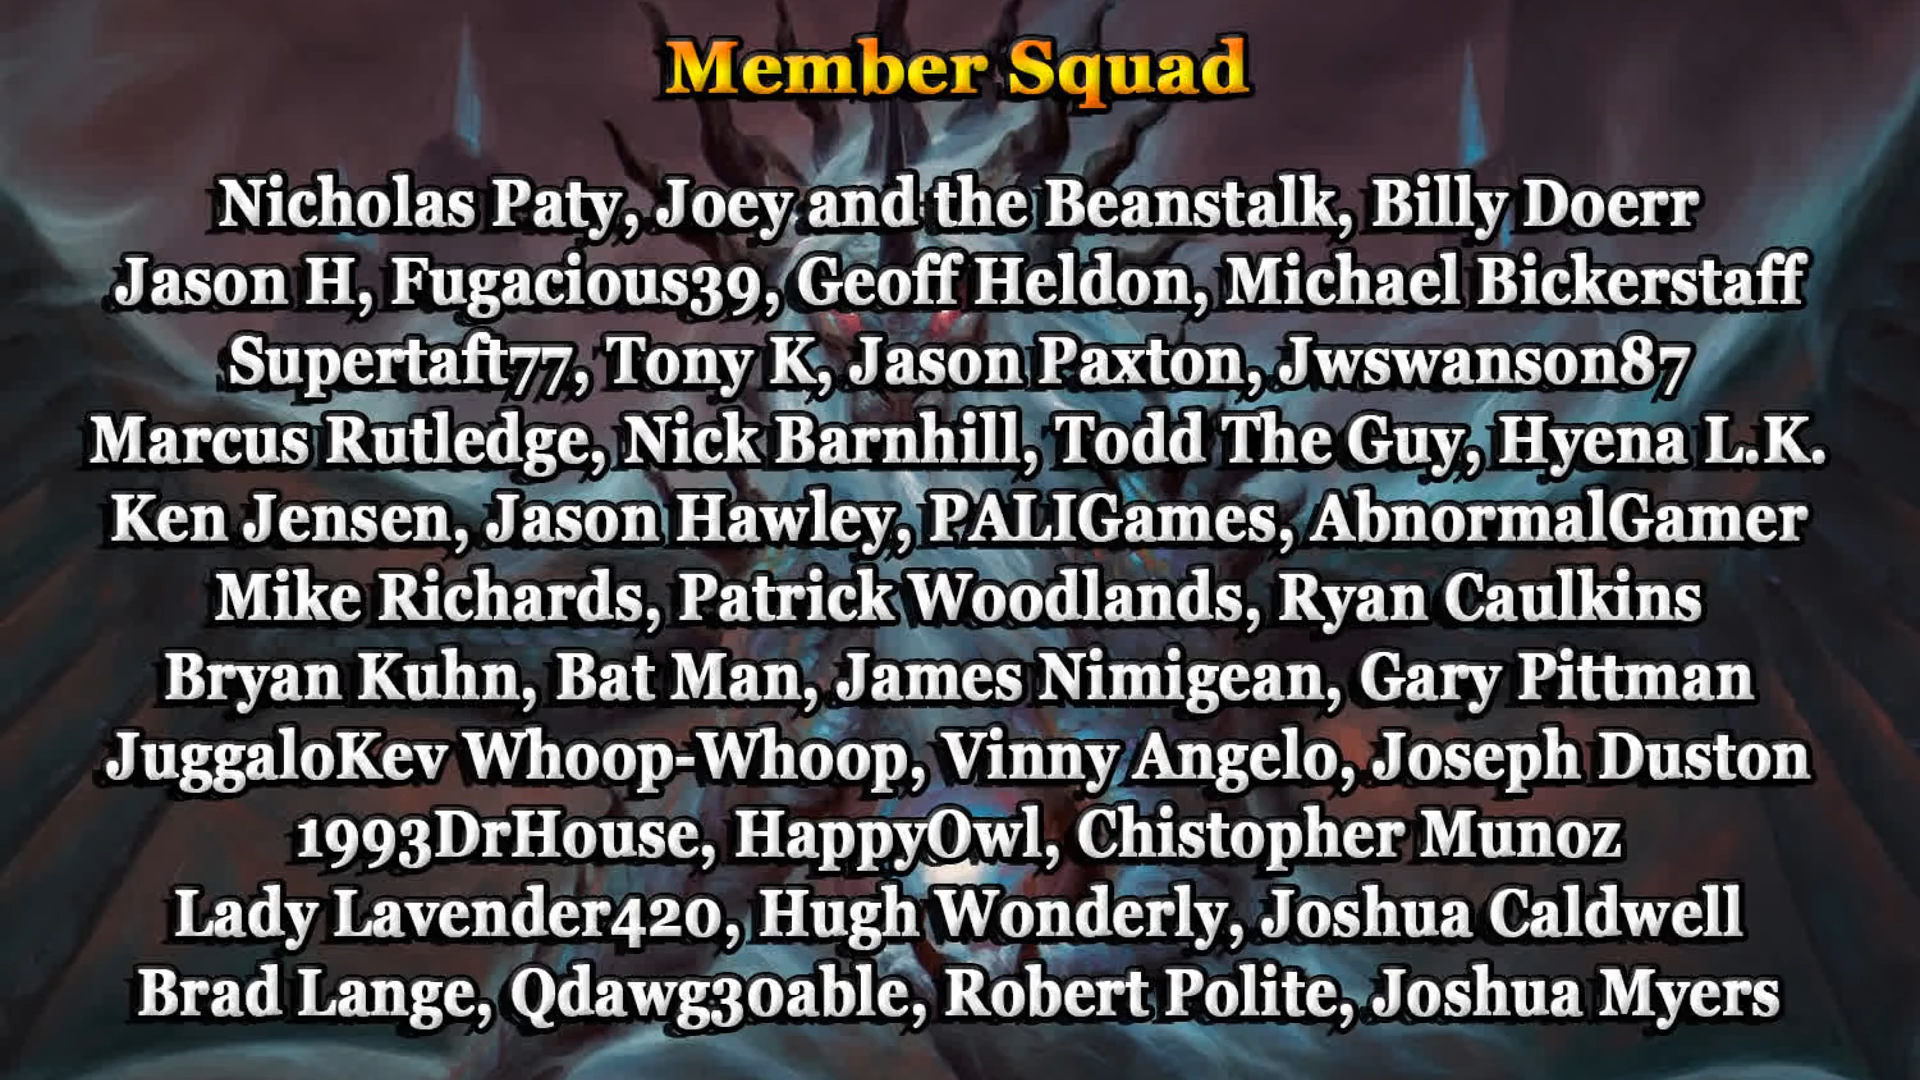 Member Squad
Nicholas Paty, Joey and the Beanstalk, Billy Doerr
Jason H, Fugacious39, Geoff Heldon, Michael Bickerstaff
Supertaft77, Tony K, Jason Paxton, Jwswanson87
Marcus Rutledge, Nick Barnhill, Todd The Guy, Hyena L.K.
Ken Jensen, Jason Hawley, PALIGames, AbnormalGamer
Mike Richards, Patrick Woodlands, Ryan Caulkins
Bryan Kuhn, Bat Man, James Nimigean, Gary Pittman
JuggaloKev Whoop-Whoop, Vinny Angelo, Joseph Duston
1993DrHouse, HappyOwl, Chistopher Munoz
Lady Lavender420, Hugh Wonderly, Joshua Caldwell
Brad Lange, Qdawg30able, Robert Polite, Joshua Myers